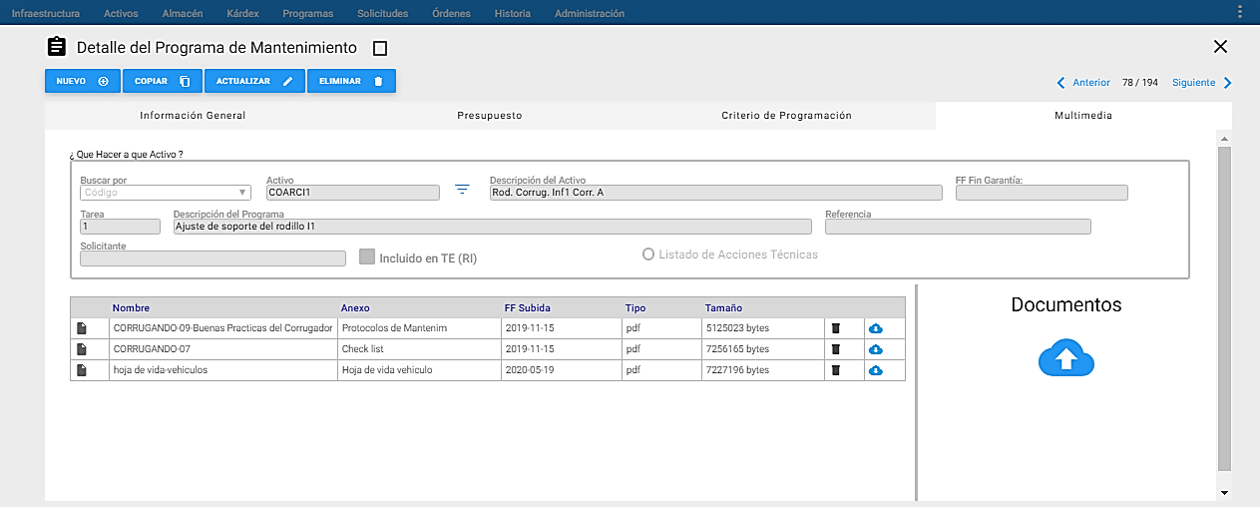 Infraestructura Activos Almacén Kárdex Programas Solicitudes Órdenes Historia Administración
Detalle del Programa de Mantenimiento
NUEVO COPIAR ACTUALIZAR ELIMINAR
Anterior 78 / 194 Siguiente
Información General Presupuesto Criterio de Programación Multimedia
¿ Que Hacer a que Activo ?
Buscar por Activo Descripción del Activo FF Fin Garantía:
Código COARCI1 Rod. Corrug. Inf1 Corr. A
Tarea Descripción del Programa Referencia
1 Ajuste de soporte del rodillo I1
Solicitante
Incluido en TE (RI) Listado de Acciones Técnicas
Nombre Anexo FF Subida Tipo Tamaño
CORRUGANDO-09-Buenas Practicas del Corrugador Protocolos de Mantenim 2019-11-15 pdf 5125023 bytes
CORRUGANDO-07 Check list 2019-11-15 pdf 7256165 bytes
hoja de vida-vehiculos Hoja de vida vehiculo 2020-05-19 pdf 7227196 bytes
Documentos